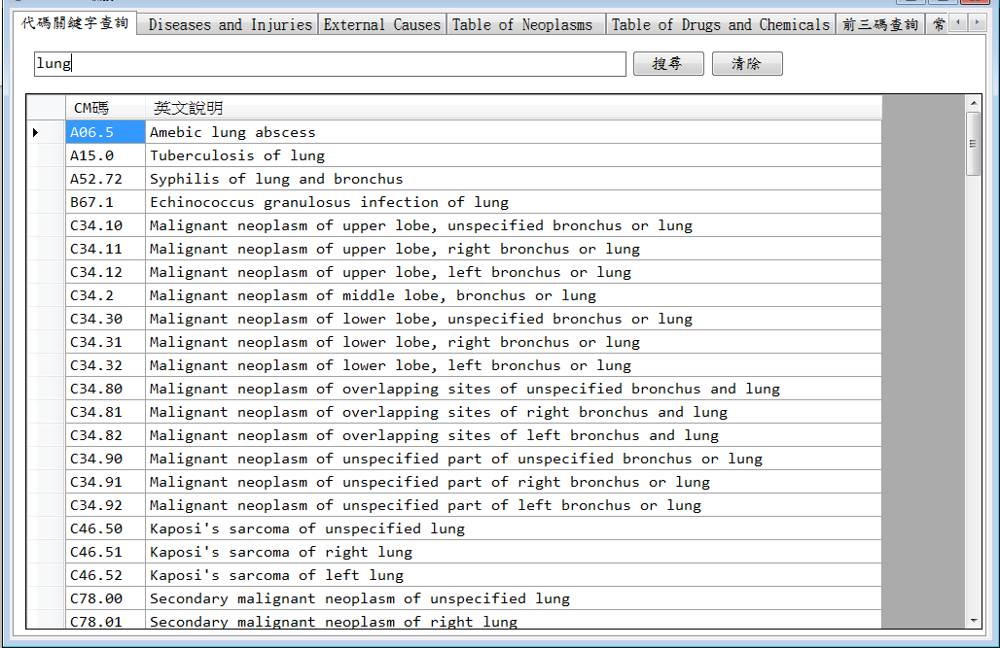 代碼關鍵字查詢 Diseases and Injuries External Causes Table of Neoplasms Table of Drugs and Chemicals 前三碼查詢 常
lung 搜尋 清除
CM碼 英文說明
A06.5 Amebic lung abscess
A15.0 Tuberculosis of lung
A52.72 Syphilis of lung and bronchus
B67.1 Echinococcus granulosus infection of lung
C34.10 Malignant neoplasm of upper lobe, unspecified bronchus or lung
C34.11 Malignant neoplasm of upper lobe, right bronchus or lung
C34.12 Malignant neoplasm of upper lobe, left bronchus or lung
C34.2 Malignant neoplasm of middle lobe, bronchus or lung
C34.30 Malignant neoplasm of lower lobe, unspecified bronchus or lung
C34.31 Malignant neoplasm of lower lobe, right bronchus or lung
C34.32 Malignant neoplasm of lower lobe, left bronchus or lung
C34.80 Malignant neoplasm of overlapping sites of unspecified bronchus and lung
C34.81 Malignant neoplasm of overlapping sites of right bronchus and lung
C34.82 Malignant neoplasm of overlapping sites of left bronchus and lung
C34.90 Malignant neoplasm of unspecified part of unspecified bronchus or lung
C34.91 Malignant neoplasm of unspecified part of right bronchus or lung
C34.92 Malignant neoplasm of unspecified part of left bronchus or lung
C46.50 Kaposi's sarcoma of unspecified lung
C46.51 Kaposi's sarcoma of right lung
C46.52 Kaposi's sarcoma of left lung
C78.00 Secondary malignant neoplasm of unspecified lung
C78.01 Secondary malignant neoplasm of right lung